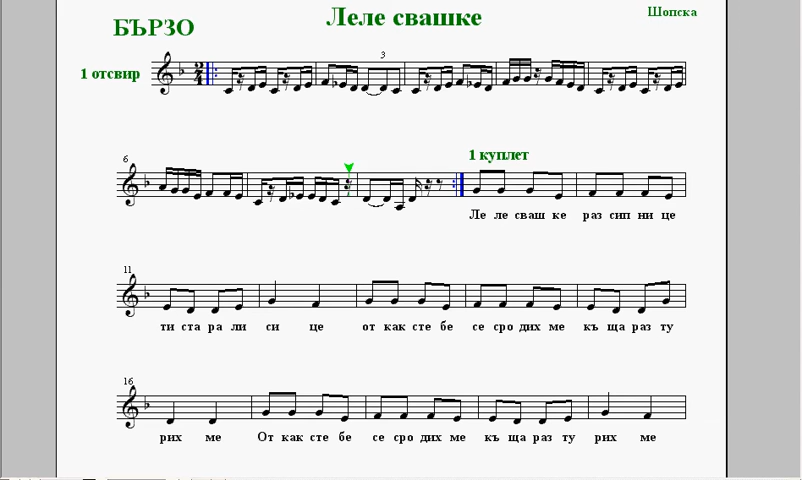 Леле свашке
Шопска
БЪРЗО
1 отсвир
3
6
1 куплет
Ле ле сваш ке раз сип ни це
11
ти ста ра ли си це от как сте бе се сро дих ме къ ща раз ту
16
рих ме От как сте бе се сро дих ме къ ща раз ту рих ме